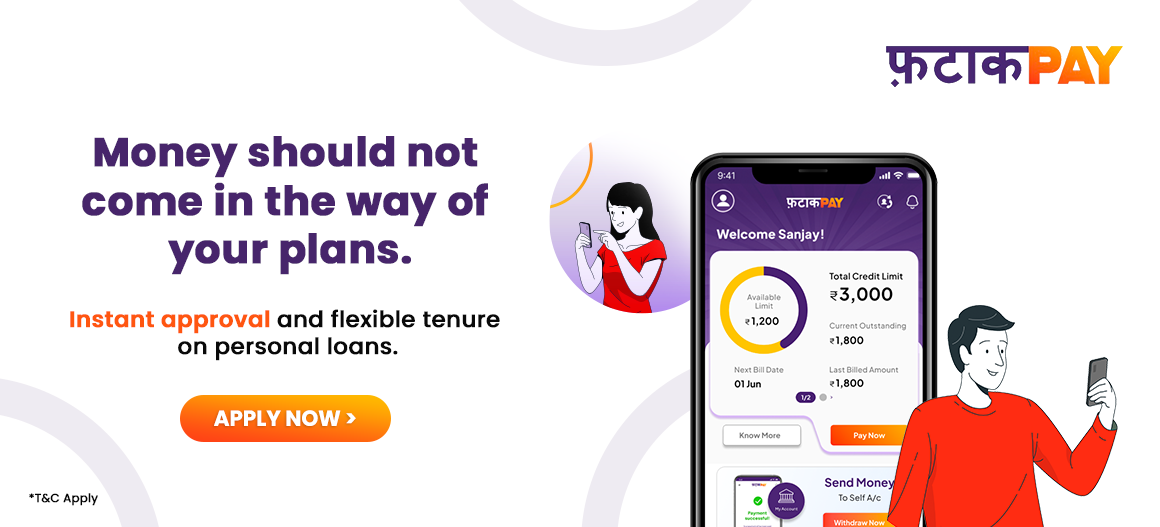 फ़टाकPAY
Money should not
come in the way of
your plans.
Instant approval and flexible tenure
on personal loans.
APPLY NOW >
*T&C Apply
9:41
फ़टाकPAY
Welcome Sanjay!
Available
Limit
₹1,200
Total Credit Limit
₹3,000
Current Outstanding
₹1,800
Next Bill Date
01 Jun
Last Billed Amount
₹1,800
1/2
Know More
Pay Now
Payment
successful!
My Account
Send Money
To Self A/c
Withdraw Now